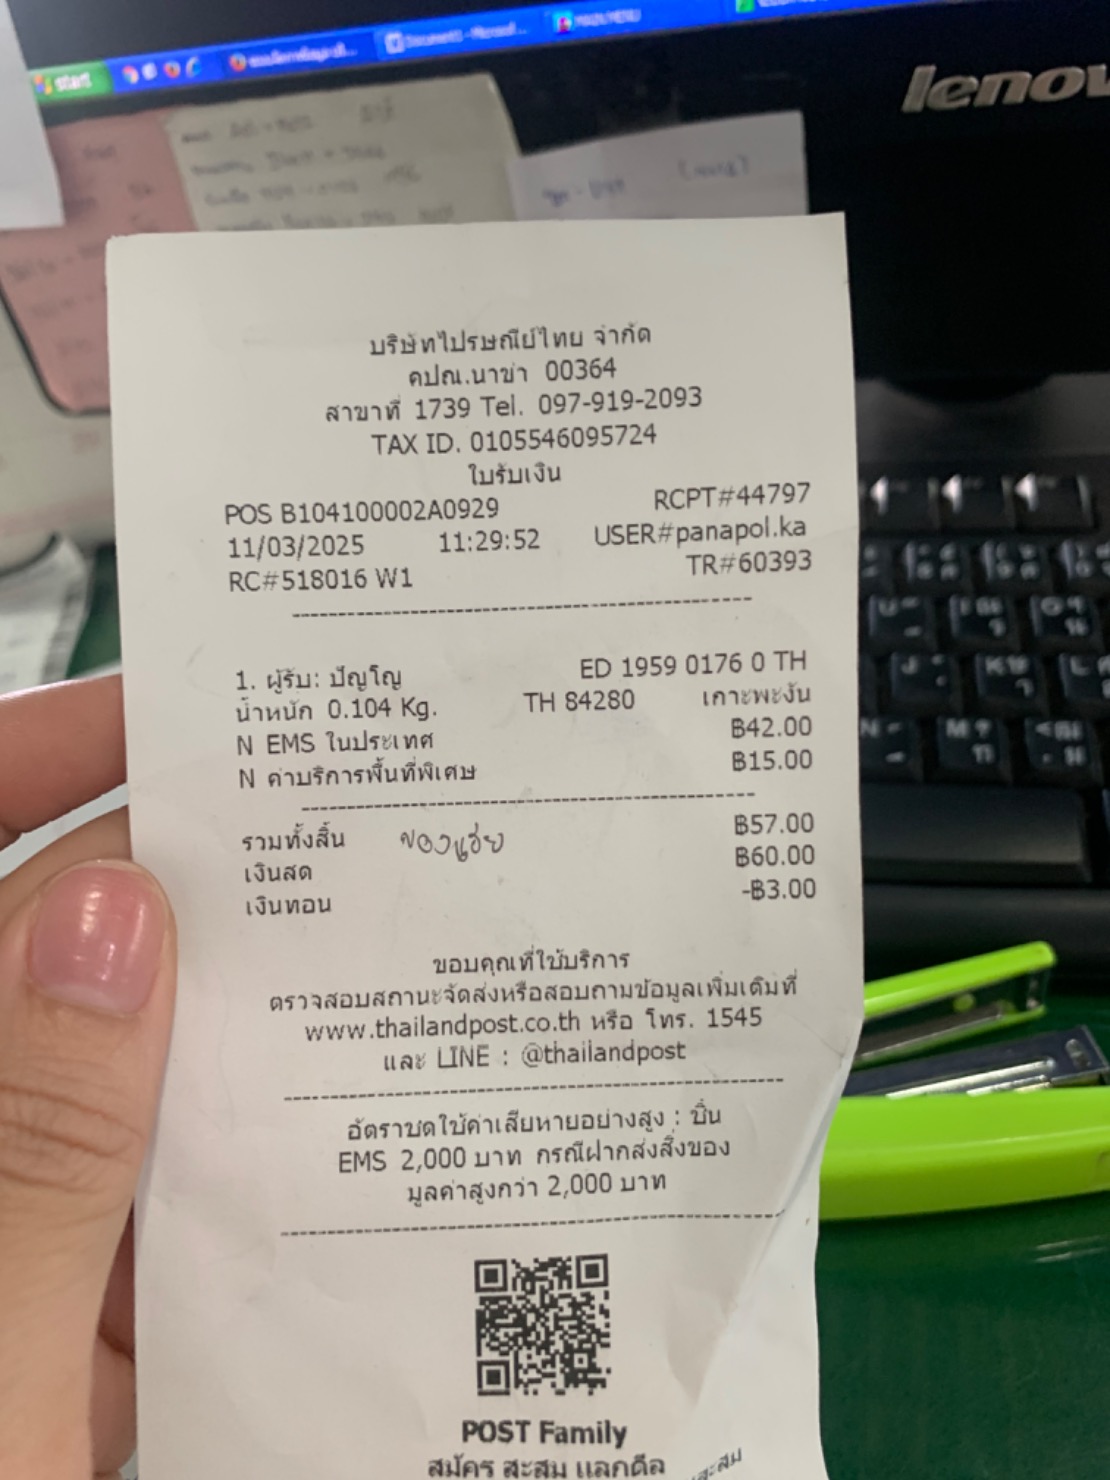 start
lenov
บริษัทไปรษณีย์ไทย จำกัด
คปณ.นาข่า 00364
สาขาที่ 1739 Tel. 097-919-2093
TAX ID. 0105546095724
ใบรับเงิน
POS B104100002A0929 RCPT#44797
11/03/2025 11:29:52 USER#panapol.ka
RC#518016 W1 TR#60393
1. ผู้รับ: ปัญโญ ED 1959 0176 0 TH
น้ำหนัก 0.104 Kg. TH 84280 เกาะพะงัน
N EMS ในประเทศ ฿42.00
N ค่าบริการพื้นที่พิเศษ ฿15.00
รวมทั้งสิ้น ฿57.00
เงินสด ฿60.00
เงินทอน -฿3.00
ขอบคุณที่ใช้บริการ
ตรวจสอบสถานะจัดส่งหรือสอบถามข้อมูลเพิ่มเติมที่
www.thailandpost.co.th หรือ โทร. 1545
และ LINE : @thailandpost
อัตราชดใช้ค่าเสียหายอย่างสูง : ชิ้น
EMS 2,000 บาท กรณีฝากส่งสิ่งของ
มูลค่าสูงกว่า 2,000 บาท
POST Family
สมัคร สะสม แลกดีล